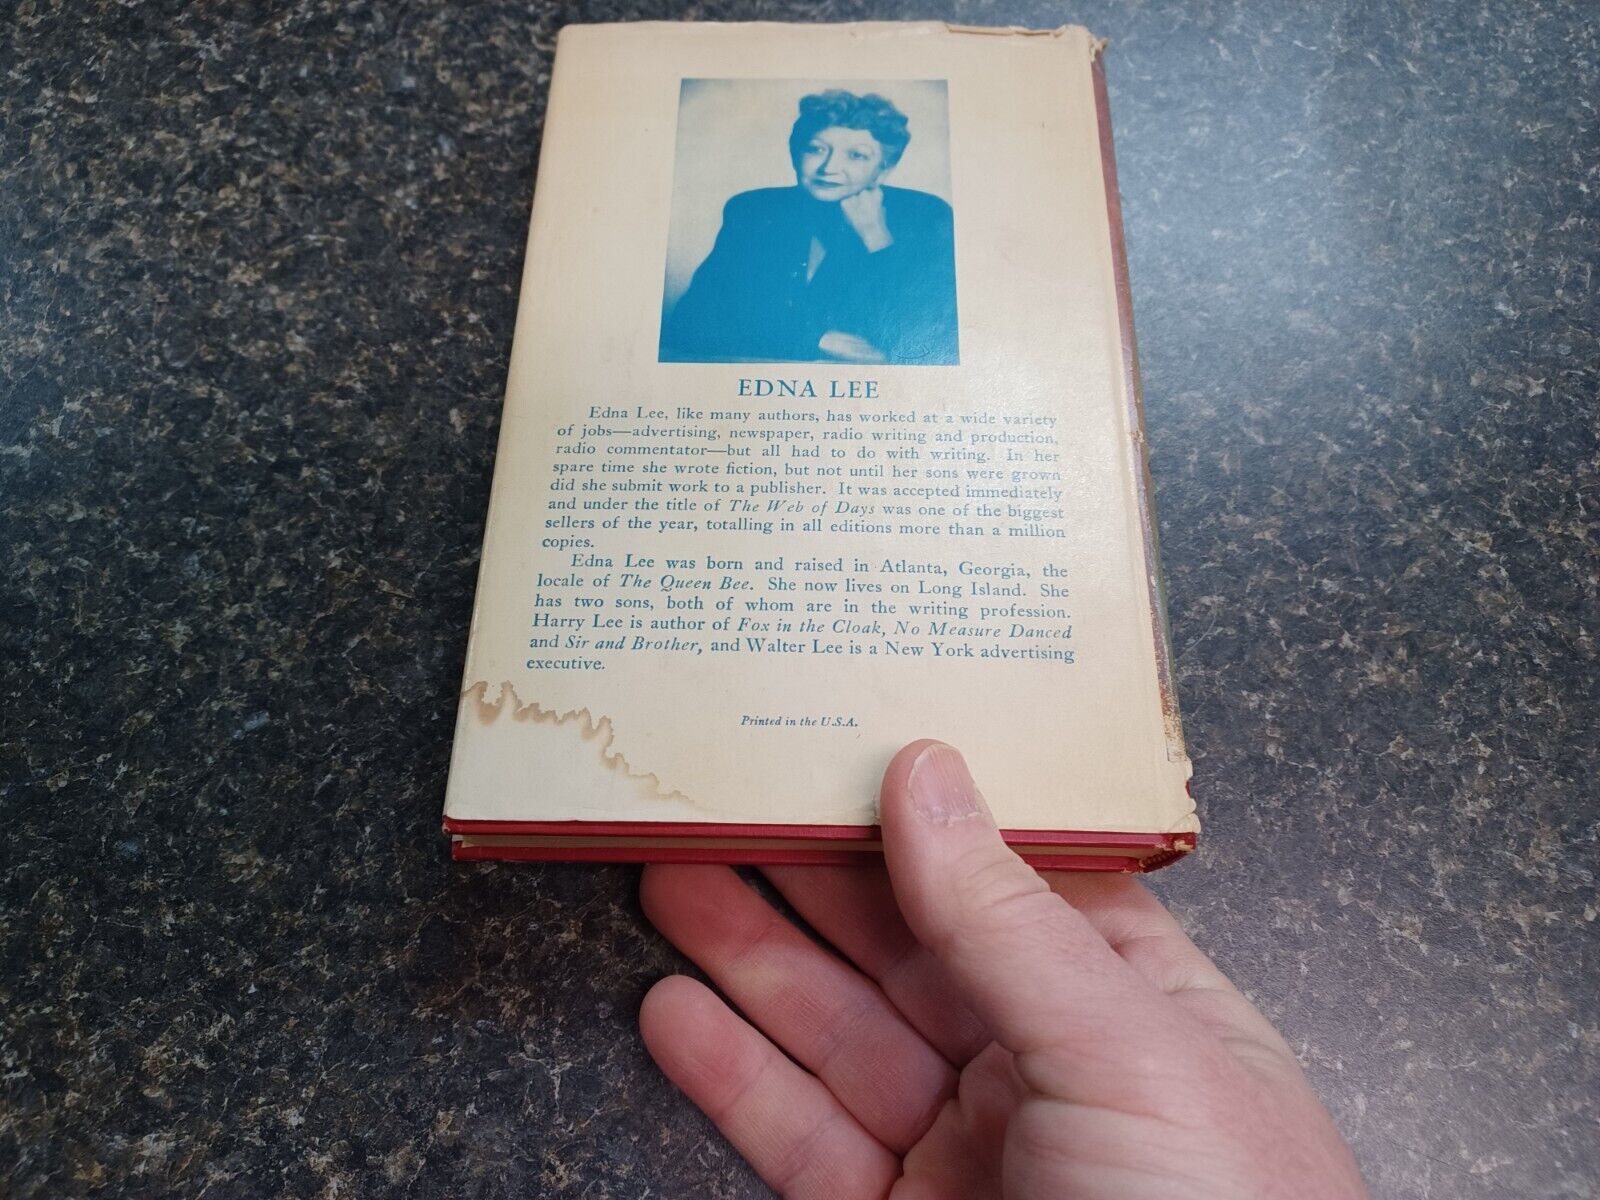 EDNA LEE
Edna Lee, like many authors, has worked at a wide variety
of jobs—advertising, newspaper, radio writing and production,
radio commentator—but all had to do with writing. In her
spare time she wrote fiction, but not until her sons were grown
did she submit work to a publisher. It was accepted immediately
and under the title of The Web of Days was one of the biggest
sellers of the year, totalling in all editions more than a million
copies.
Edna Lee was born and raised in Atlanta, Georgia, the
locale of The Queen Bee. She now lives on Long Island. She
has two sons, both of whom are in the writing profession.
Harry Lee is author of Fox in the Cloak, No Measure Danced
and Sir and Brother, and Walter Lee is a New York advertising
executive.
Printed in the U.S.A.